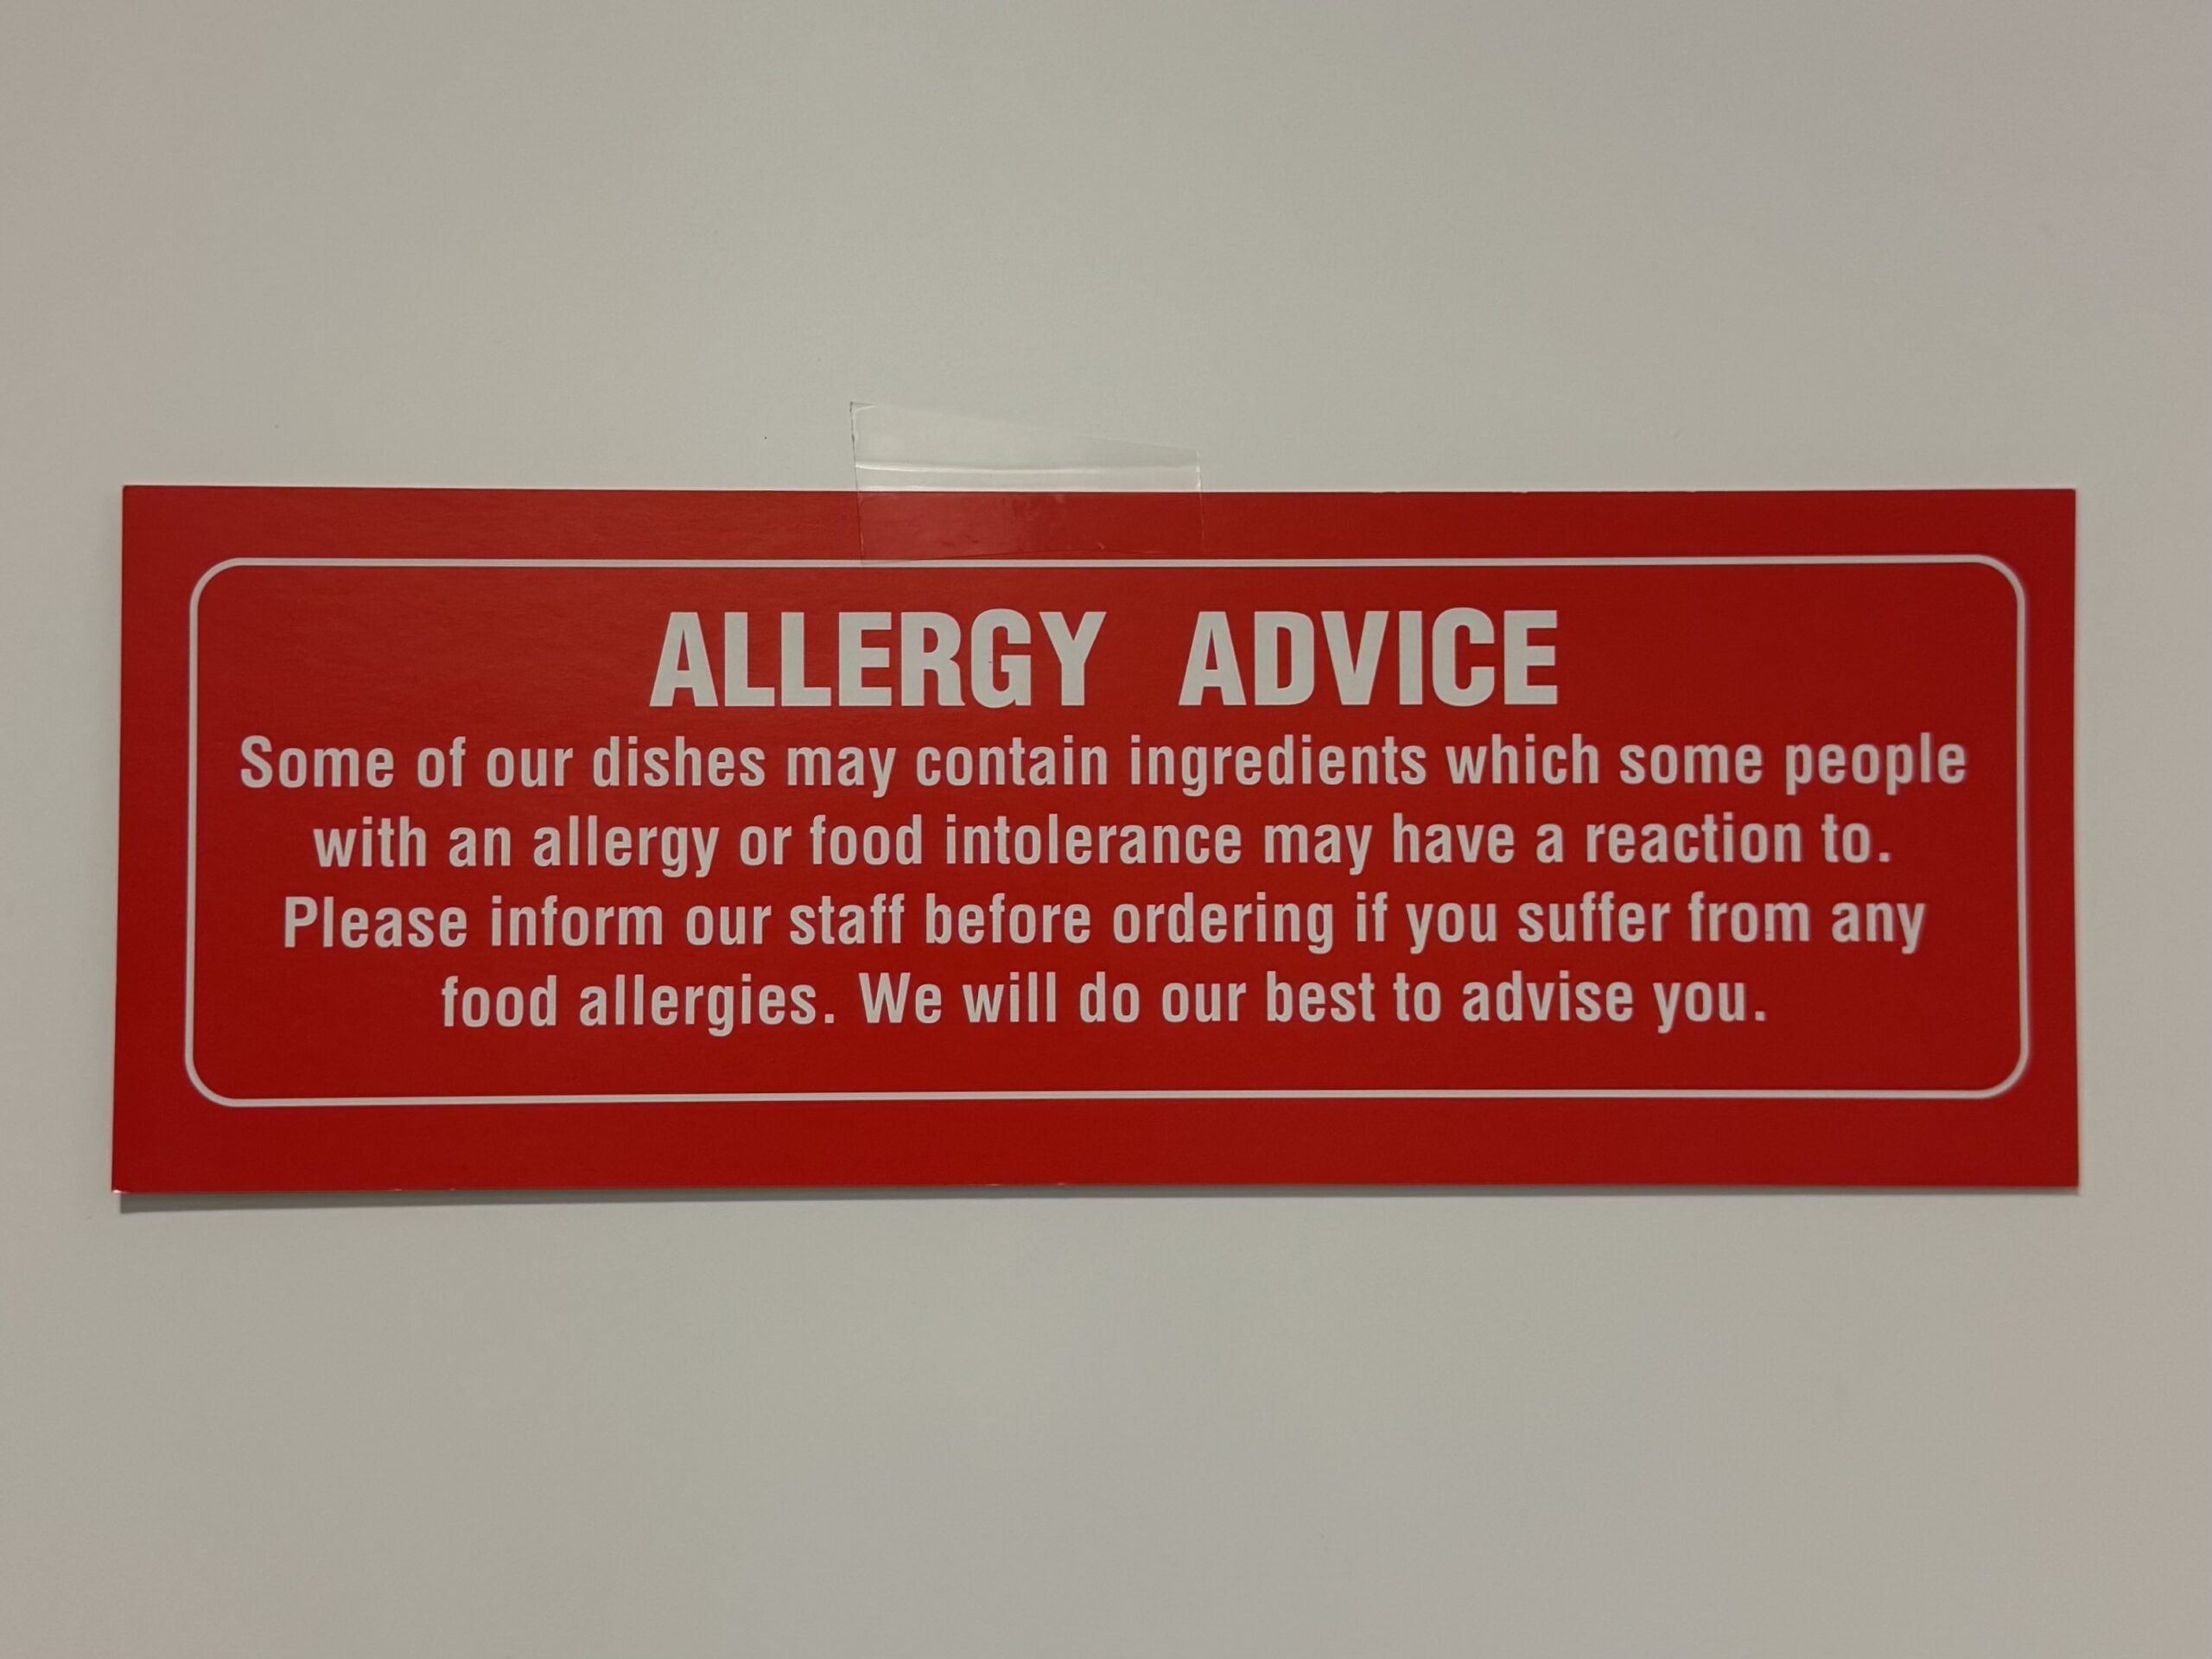 ALLERGY ADVICE
Some of our dishes may contain ingredients which some people
with an allergy or food intolerance may have a reaction to.
Please inform our staff before ordering if you suffer from any
food allergies. We will do our best to advise you.